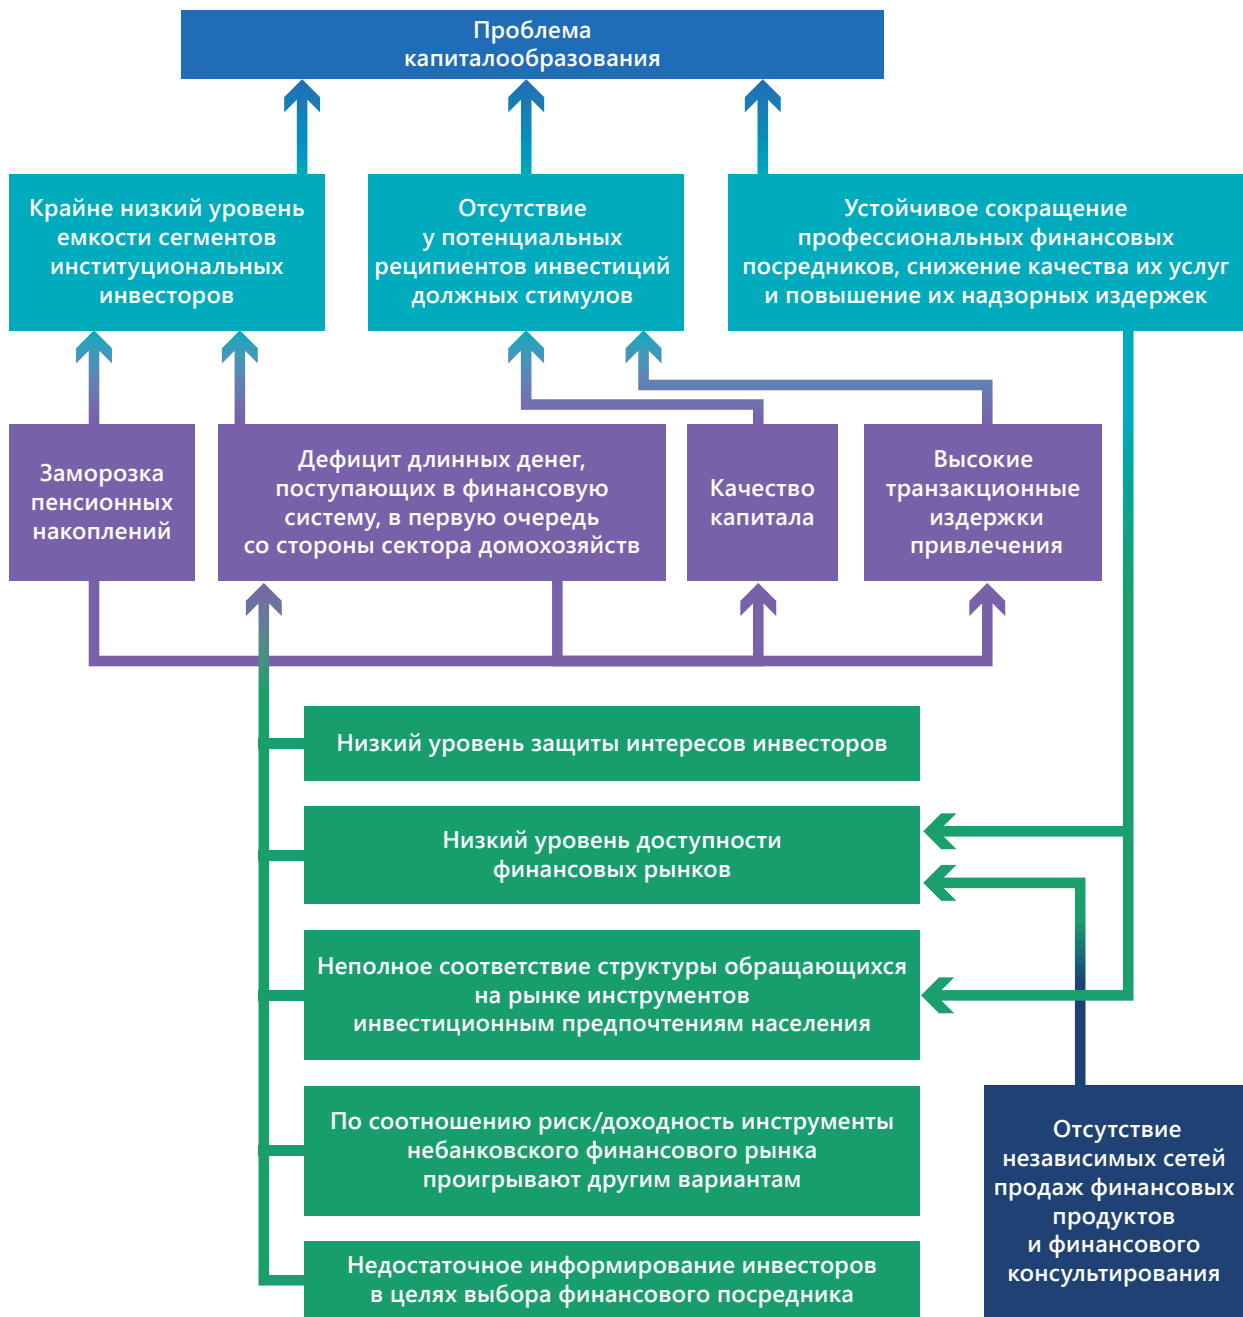 Проблема
капиталообразования
Крайне низкий уровень
емкости сегментов
институциональных
инвесторов
Отсутствие
у потенциальных
реципиентов инвестиций
должных стимулов
Устойчивое сокращение
профессиональных финансовых
посредников, снижение качества их услуг
и повышение их надзорных издержек
Заморозка
пенсионных
накоплений
Дефицит длинных денег,
поступающих в финансовую
систему, в первую очередь
со стороны сектора домохозяйств
Качество
капитала
Высокие
транзакционные
издержки
привлечения
Низкий уровень защиты интересов инвесторов
Низкий уровень доступности
финансовых рынков
Неполное соответствие структуры обращающихся
на рынке инструментов
инвестиционным предпочтениям населения
По соотношению риск/доходность инструменты
небанковского финансового рынка
проигрывают другим вариантам
Недостаточное информирование инвесторов
в целях выбора финансового посредника
Отсутствие
независимых сетей
продаж финансовых
продуктов
и финансового
консультирования